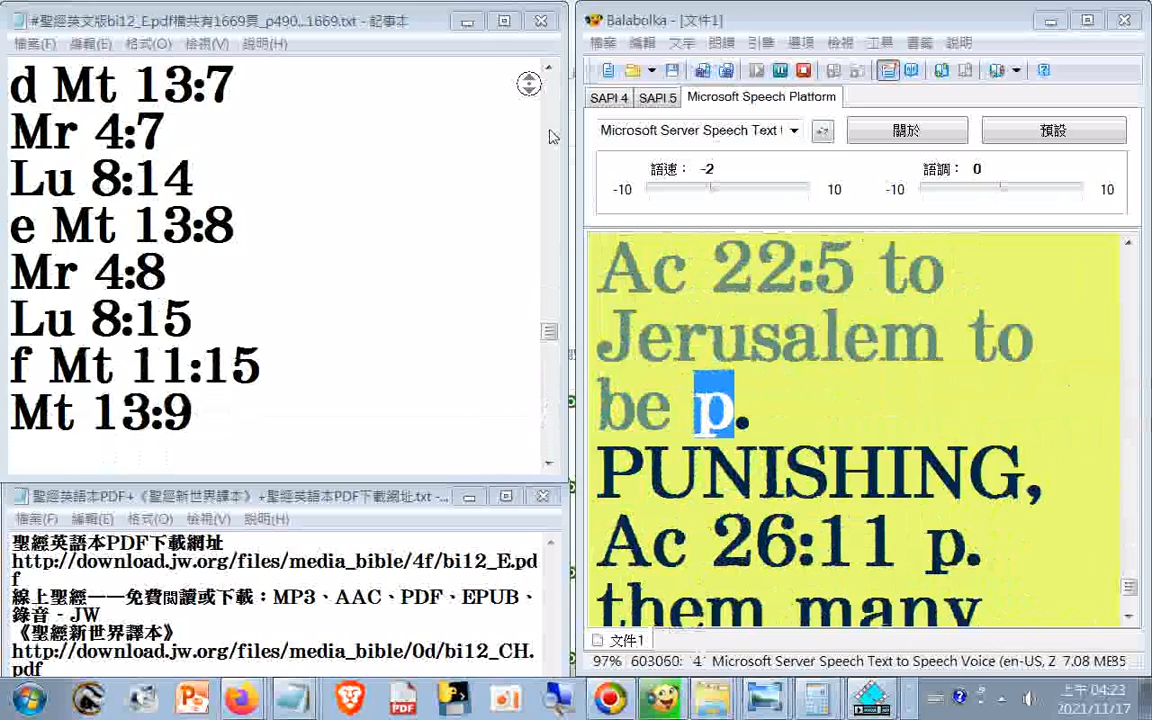 #聖經英文版bi12_E.pdf檔共有1669頁_p490...1669.txt - 記事本
檔案(F) 編輯(E) 格式(O) 檢視(V) 說明(H)
d Mt 13:7
Mr 4:7
Lu 8:14
e Mt 13:8
Mr 4:8
Lu 8:15
f Mt 11:15
Mt 13:9
聖經英語本PDF+《聖經新世界譯本》+聖經英語本PDF下載網址.txt - ...
檔案(F) 編輯(E) 格式(O) 檢視(V) 說明(H)
聖經英語本PDF下載網址
http://download.jw.org/files/media_bible/4f/bi12_E.pd
f
線上聖經——免費閱讀或下載：MP3、AAC、PDF、EPUB、
錄音 - JW
《聖經新世界譯本》
http://download.jw.org/files/media_bible/0d/bi12_CH.
pdf
Balabolka - [文件1]
檔案 編輯 文字 朗讀 引擎 選項 檢視 工具 書籤 說明
SAPI 4 SAPI 5 Microsoft Speech Platform
Microsoft Server Speech Text 關於 預設
語速： -2 語調： 0
-10 10 -10 10
Ac 22:5 to
Jerusalem to
be p.
PUNISHING,
Ac 26:11 p.
them many
文件1
97% 603060: Microsoft Server Speech Text to Speech Voice (en-US, Z 7.08 MB
上午 04:23
2021/11/17